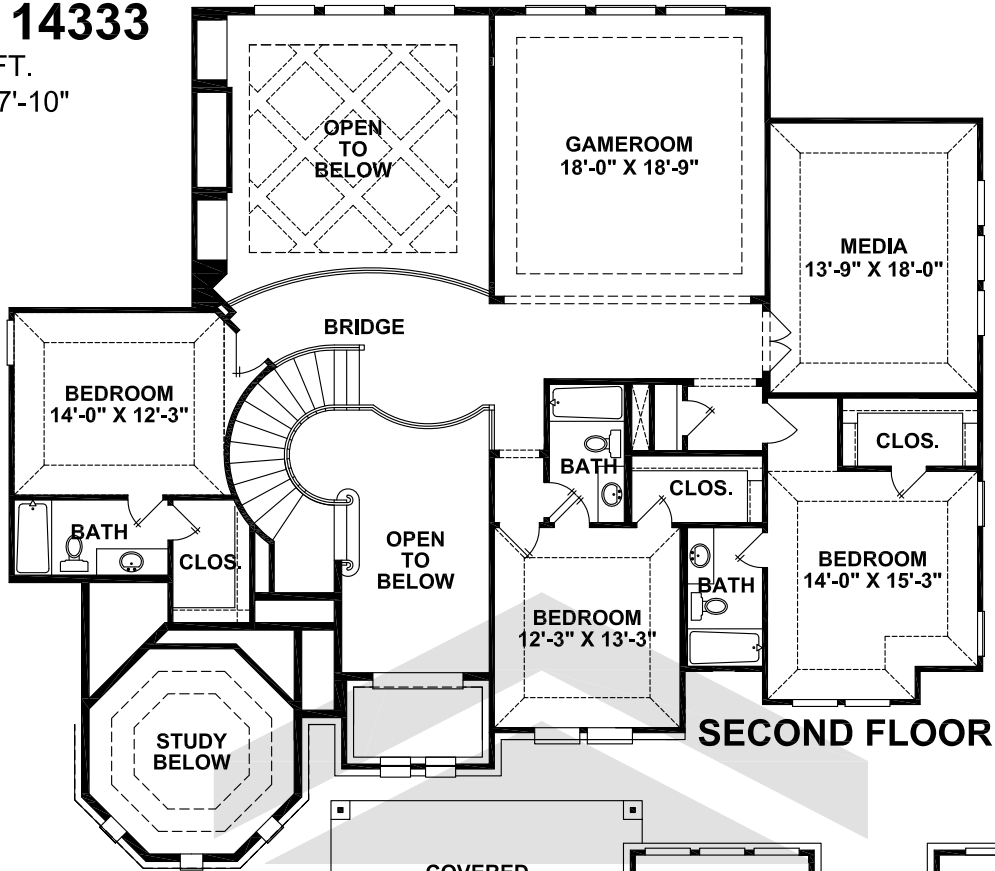 14333
FT.
7'-10"
OPEN
TO
BELOW
GAMEROOM
18'-0" X 18'-9"
MEDIA
13'-9" X 18'-0"
BRIDGE
BEDROOM
14'-0" X 12'-3"
CLOS.
BATH
CLOS.
BATH
CLOS.
OPEN
TO
BELOW
BEDROOM
14'-0" X 15'-3"
BATH
BEDROOM
12'-3" X 13'-3"
STUDY
BELOW
SECOND FLOOR
COVERED